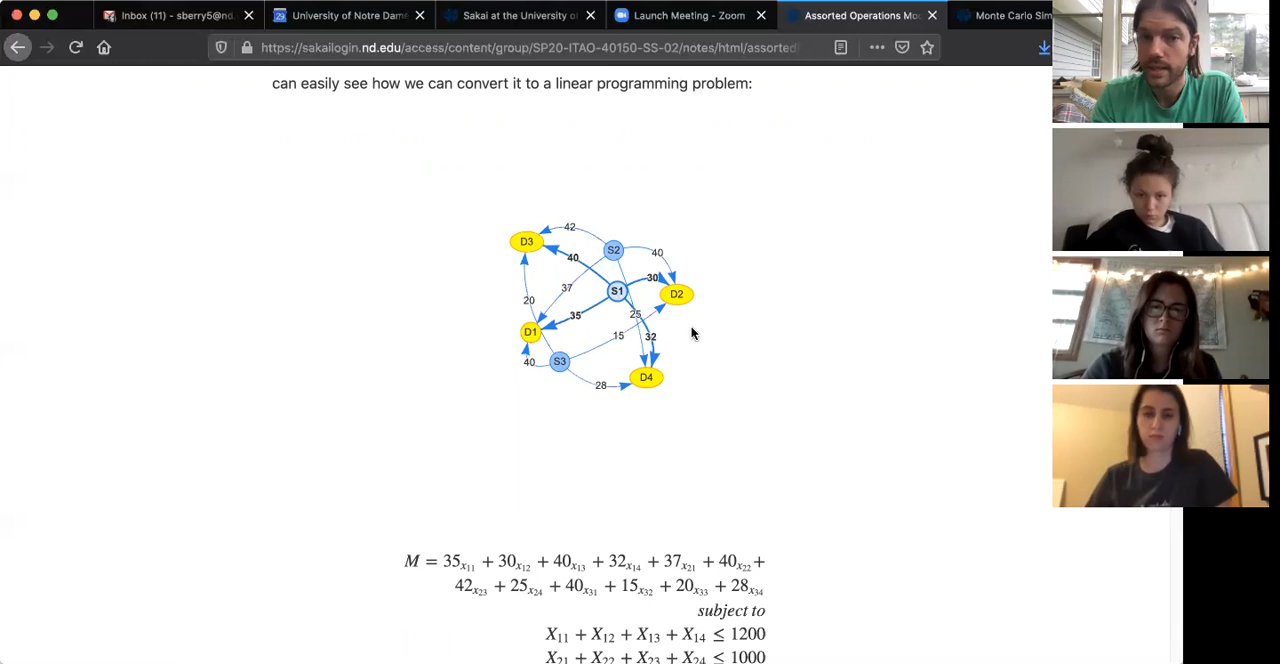 Inbox (11) - sberry5@nd.
University of Notre Dame
Sakai at the University o
Launch Meeting - Zoom
Assorted Operations Mod
Monte Carlo Sim
https://sakailogin.nd.edu/access/content/group/SP20-ITAO-40150-SS-02/notes/html/assorted
can easily see how we can convert it to a linear programming problem:
42
D3
S2
40
40
30
37
S1
D2
20
35
25
D1
15
32
40
S3
28
D4
M = 35x₁₁ + 30x₁₂ + 40x₁₃ + 32x₁₄ + 37x₂₁ + 40x₂₂ +
42x₂₃ + 25x₂₄ + 40x₃₁ + 15x₃₂ + 20x₃₃ + 28x₃₄
subject to
X₁₁ + X₁₂ + X₁₃ + X₁₄ ≤ 1200
X₂₁ + X₂₂ + X₂₃ + X₂₄ ≤ 1000